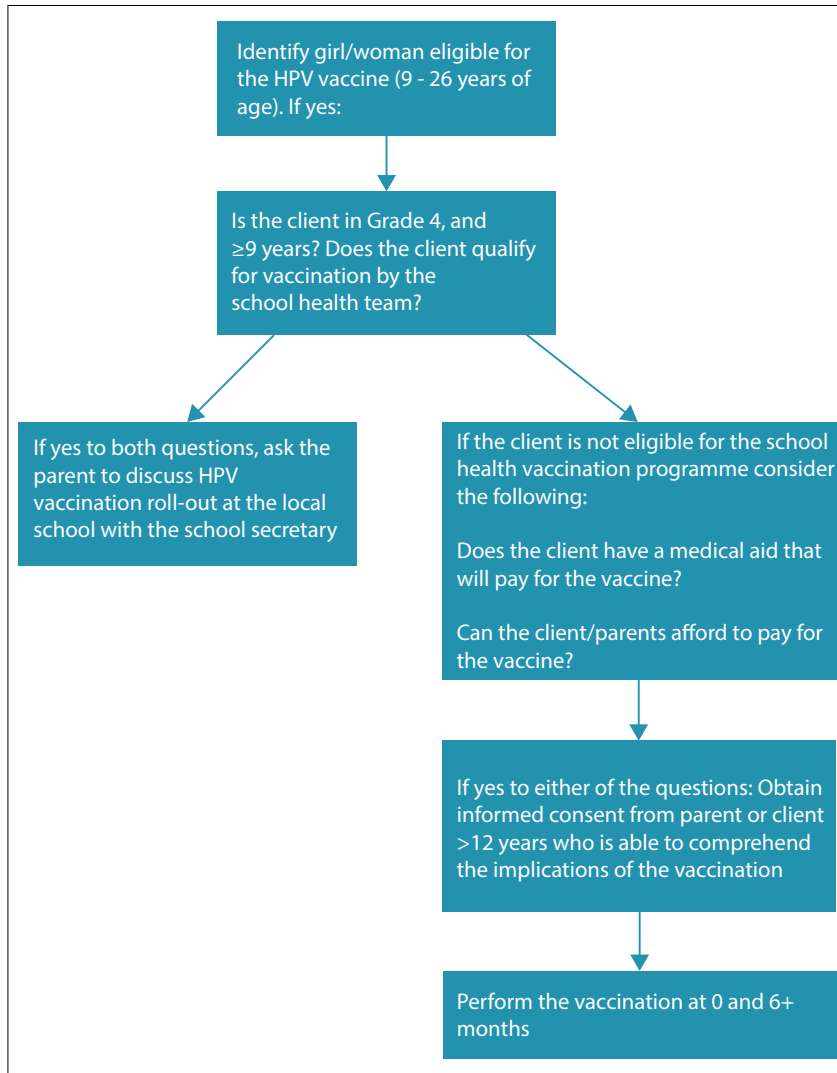 Identify girl/woman eligible for
the HPV vaccine (9 - 26 years of
age). If yes:
Is the client in Grade 4, and
≥9 years? Does the client qualify
for vaccination by the
school health team?
If yes to both questions, ask the
parent to discuss HPV
vaccination roll-out at the local
school with the school secretary
If the client is not eligible for the school
health vaccination programme consider
the following:
Does the client have a medical aid that
will pay for the vaccine?
Can the client/parents afford to pay for
the vaccine?
If yes to either of the questions: Obtain
informed consent from parent or client
>12 years who is able to comprehend
the implications of the vaccination
Perform the vaccination at 0 and 6+
months